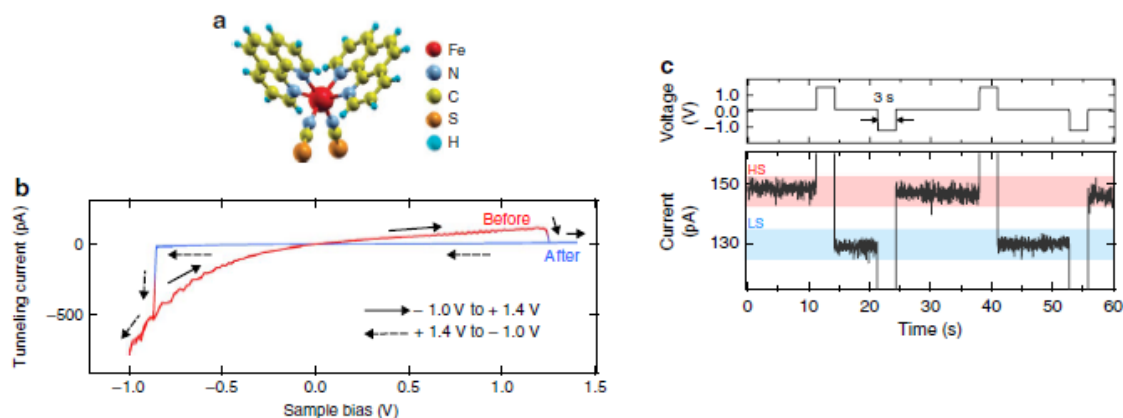 a
Fe
N
C
S
H
b
Tunneling current (pA)
0
−500
Before
After
− 1.0 V to + 1.4 V
+ 1.4 V to − 1.0 V
−1.0
−0.5
0.0
0.5
1.0
1.5
Sample bias (V)
c
Voltage (V)
1.0
0.0
−1.0
3 s
Current (pA)
150
130
HS
LS
0
10
20
30
40
50
60
Time (s)